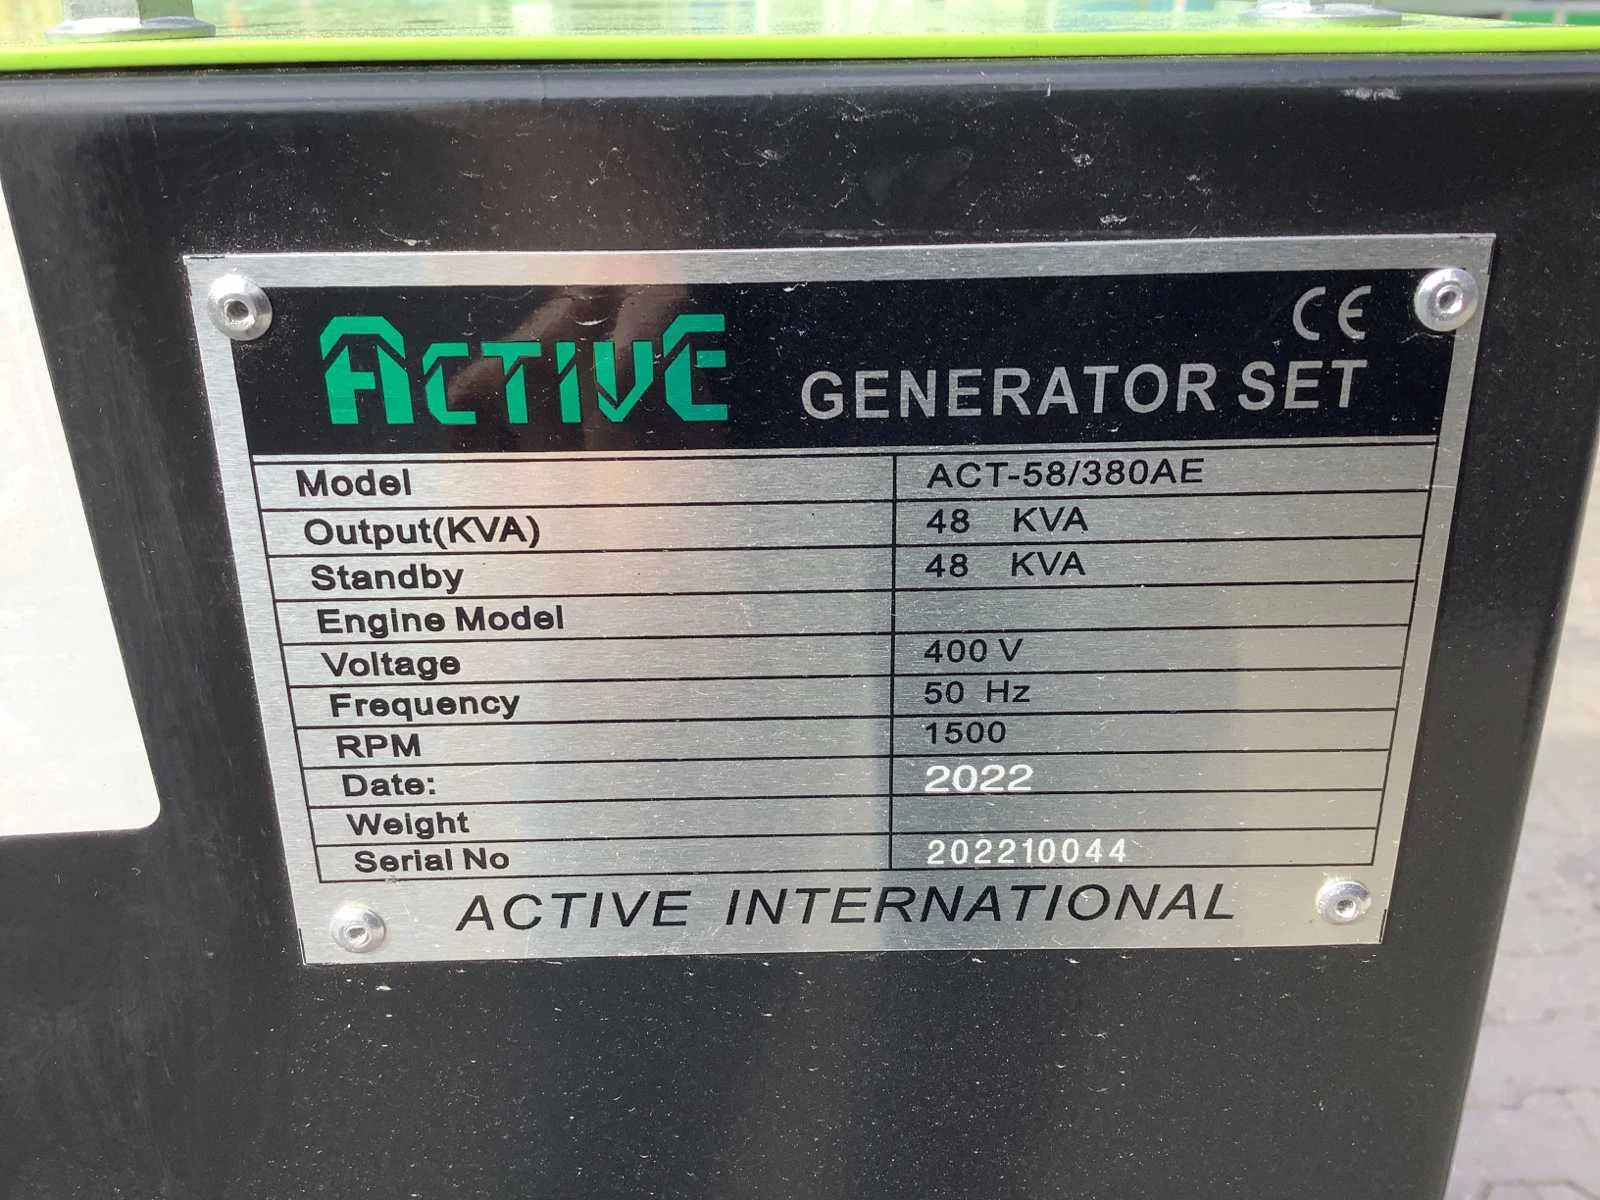 CE
ACTIVE GENERATOR SET
Model ACT-58/380AE
Output(KVA) 48 KVA
Standby 48 KVA
Engine Model
Voltage 400 V
Frequency 50 Hz
RPM 1500
Date: 2022
Weight
Serial No 202210044
ACTIVE INTERNATIONAL